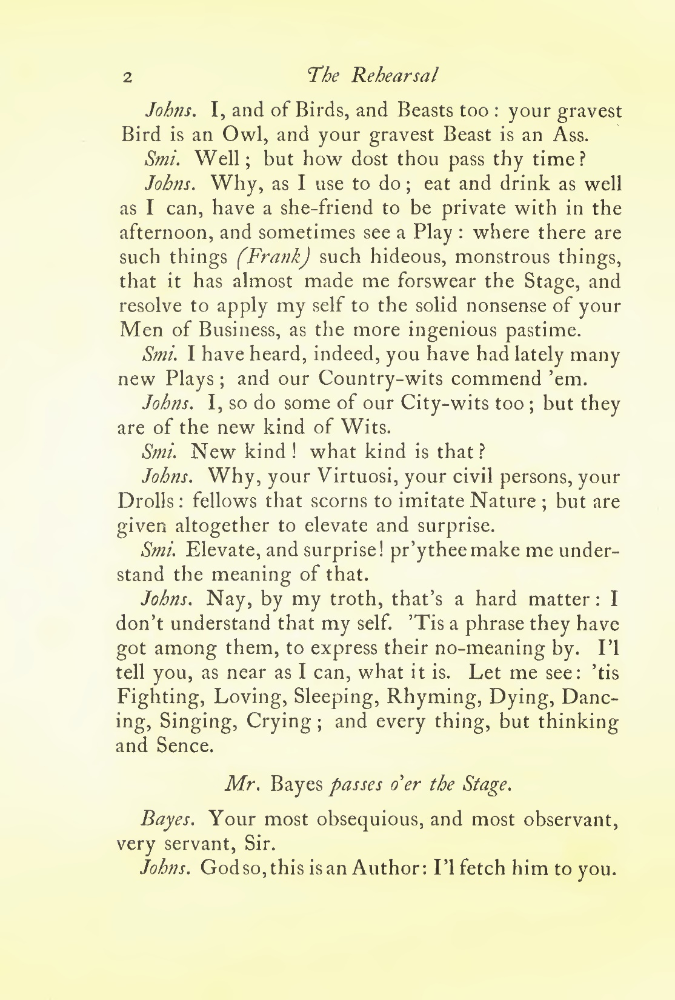 2 The Rehearsal
Johns. I, and of Birds, and Beasts too : your gravest
Bird is an Owl, and your gravest Beast is an Ass.
Smi. Well ; but how dost thou pass thy time ?
Johns. Why, as I use to do ; eat and drink as well
as I can, have a she-friend to be private with in the
afternoon, and sometimes see a Play : where there are
such things (Frank) such hideous, monstrous things,
that it has almost made me forswear the Stage, and
resolve to apply my self to the solid nonsense of your
Men of Business, as the more ingenious pastime.
Smi. I have heard, indeed, you have had lately many
new Plays ; and our Country-wits commend ’em.
Johns. I, so do some of our City-wits too ; but they
are of the new kind of Wits.
Smi. New kind ! what kind is that ?
Johns. Why, your Virtuosi, your civil persons, your
Drolls : fellows that scorns to imitate Nature ; but are
given altogether to elevate and surprise.
Smi. Elevate, and surprise ! pr’ythee make me under-
stand the meaning of that.
Johns. Nay, by my troth, that’s a hard matter : I
don’t understand that my self. ’Tis a phrase they have
got among them, to express their no-meaning by. I’l
tell you, as near as I can, what it is. Let me see : ’tis
Fighting, Loving, Sleeping, Rhyming, Dying, Danc-
ing, Singing, Crying ; and every thing, but thinking
and Sence.
Mr. Bayes passes o’er the Stage.
Bayes. Your most obsequious, and most observant,
very servant, Sir.
Johns. God so, this is an Author : I’l fetch him to you.